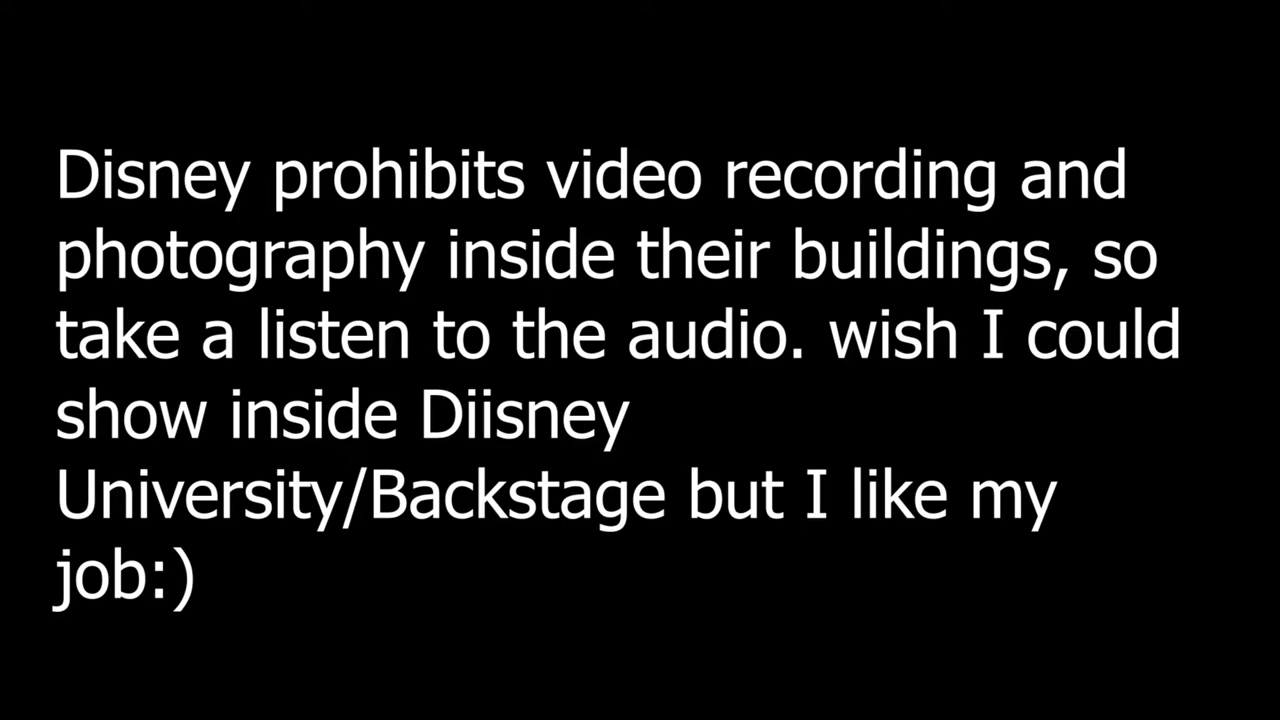 Disney prohibits video recording and
photography inside their buildings, so
take a listen to the audio. wish I could
show inside Diisney
University/Backstage but I like my
job:)